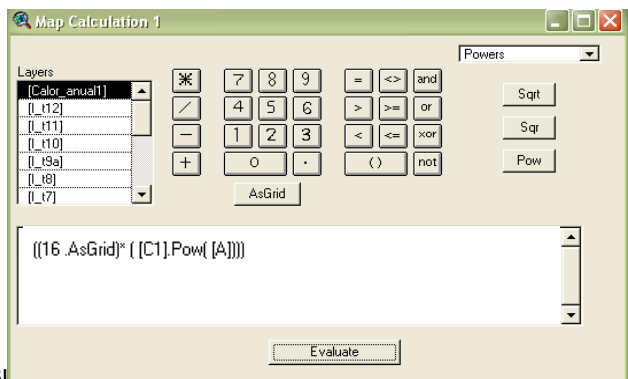 Map Calculation 1
Powers
Layers
[Calor_anual1]
[I_t12]
[I_t11]
[I_t10]
[I_t9a]
[I_t8]
[I_t7]
* 7 8 9 = <> and
/ 4 5 6 > >= or
- 1 2 3 < <= xor
+ 0 . () not
AsGrid
Sqrt
Sqr
Pow
((16 .AsGrid)* ( [C1].Pow( [A])))
Evaluate